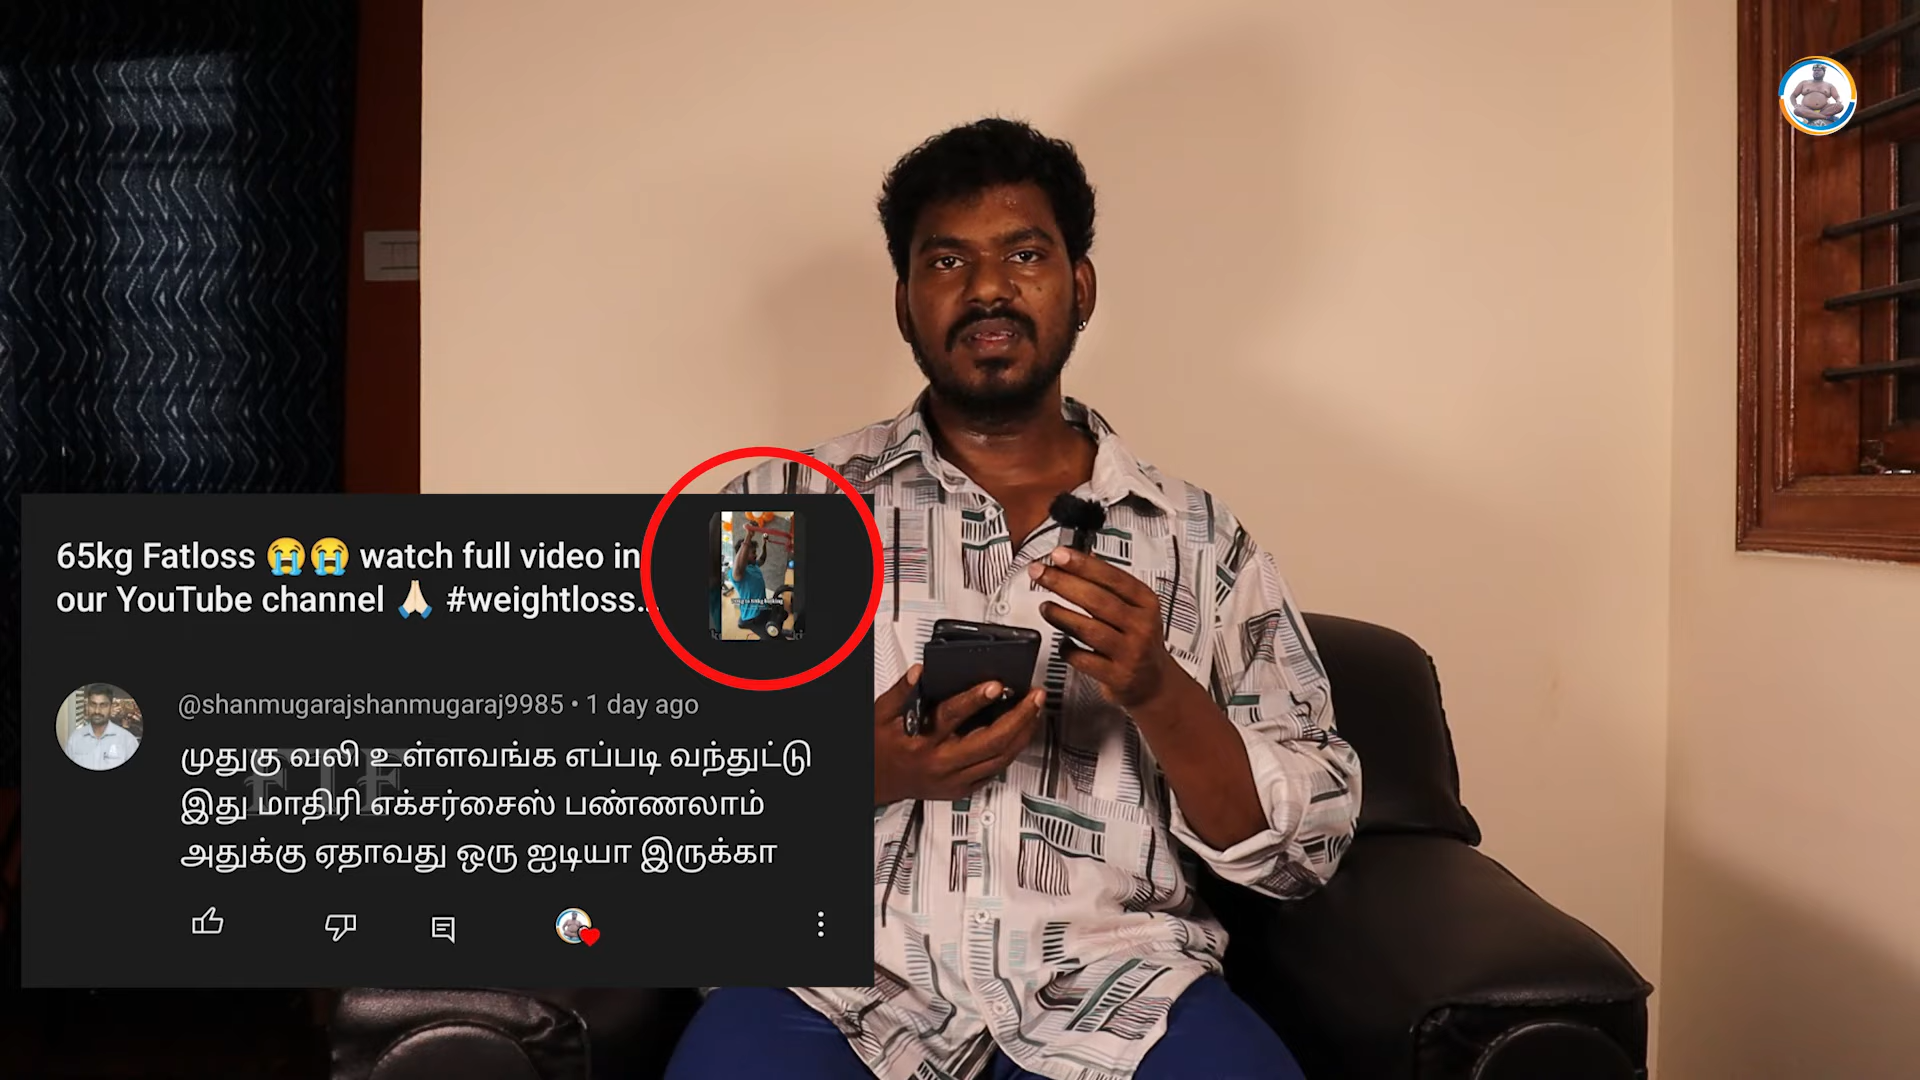 65kg Fatloss 😭😭 watch full video in
our YouTube channel 🙏🏻 #weightloss...
@shanmugarajshanmugaraj9985 • 1 day ago
முதுகு வலி உள்ளவங்க எப்படி வந்துட்டு
இது மாதிரி எக்சர்சைஸ் பண்ணலாம்
அதுக்கு ஏதாவது ஒரு ஐடியா இருக்கா
FTF